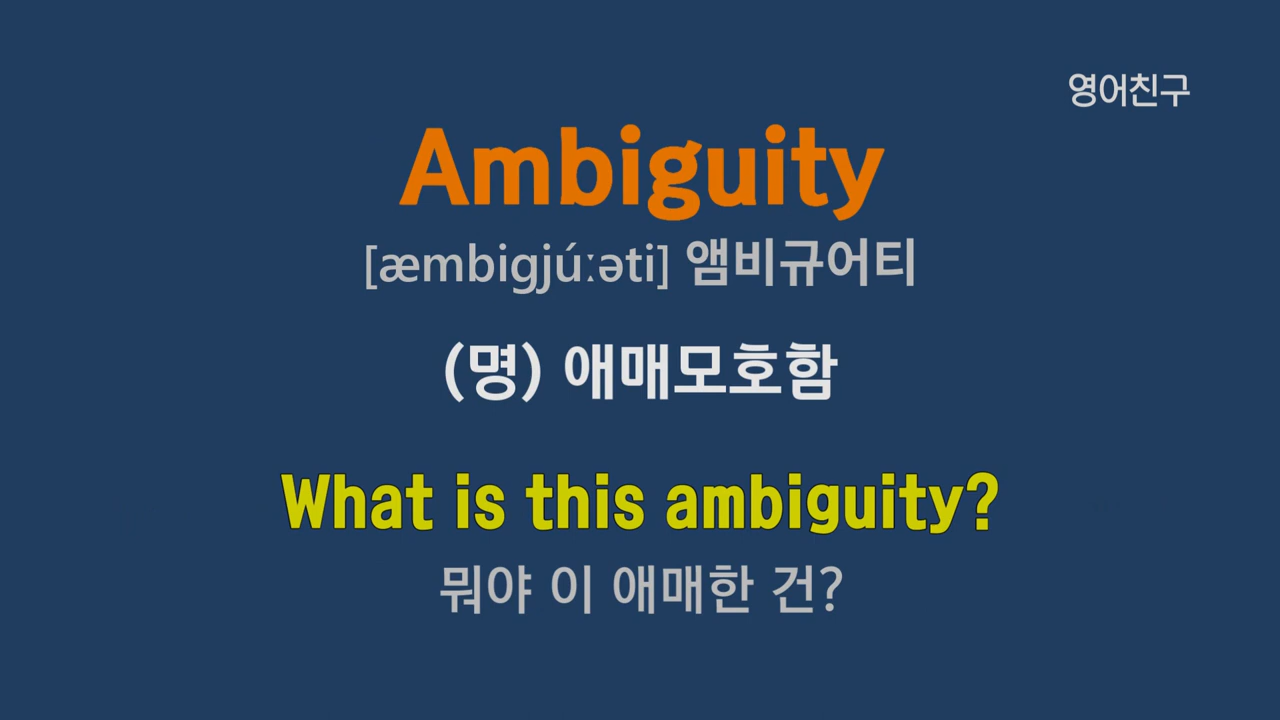 영어친구
Ambiguity
[æmbigjúːəti] 앰비규어티
(명) 애매모호함
What is this ambiguity?
뭐야 이 애매한 건?